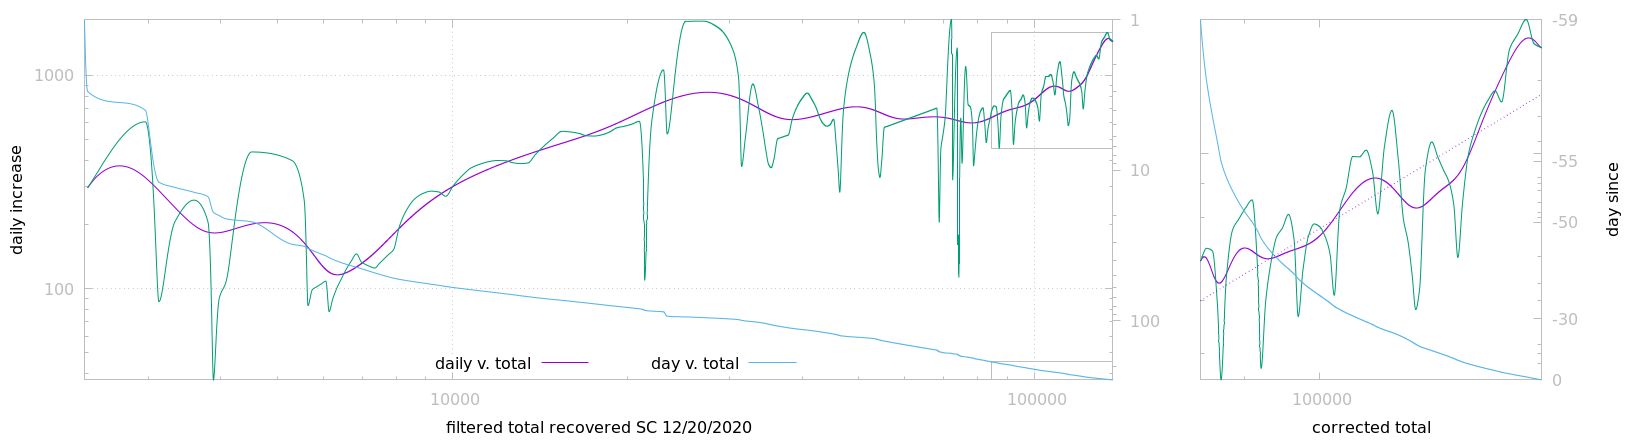 daily increase
1000
100
10000
100000
1
10
100
daily v. total
day v. total
filtered total recovered SC 12/20/2020
-59
-55
-50
-30
0
day since
100000
corrected total